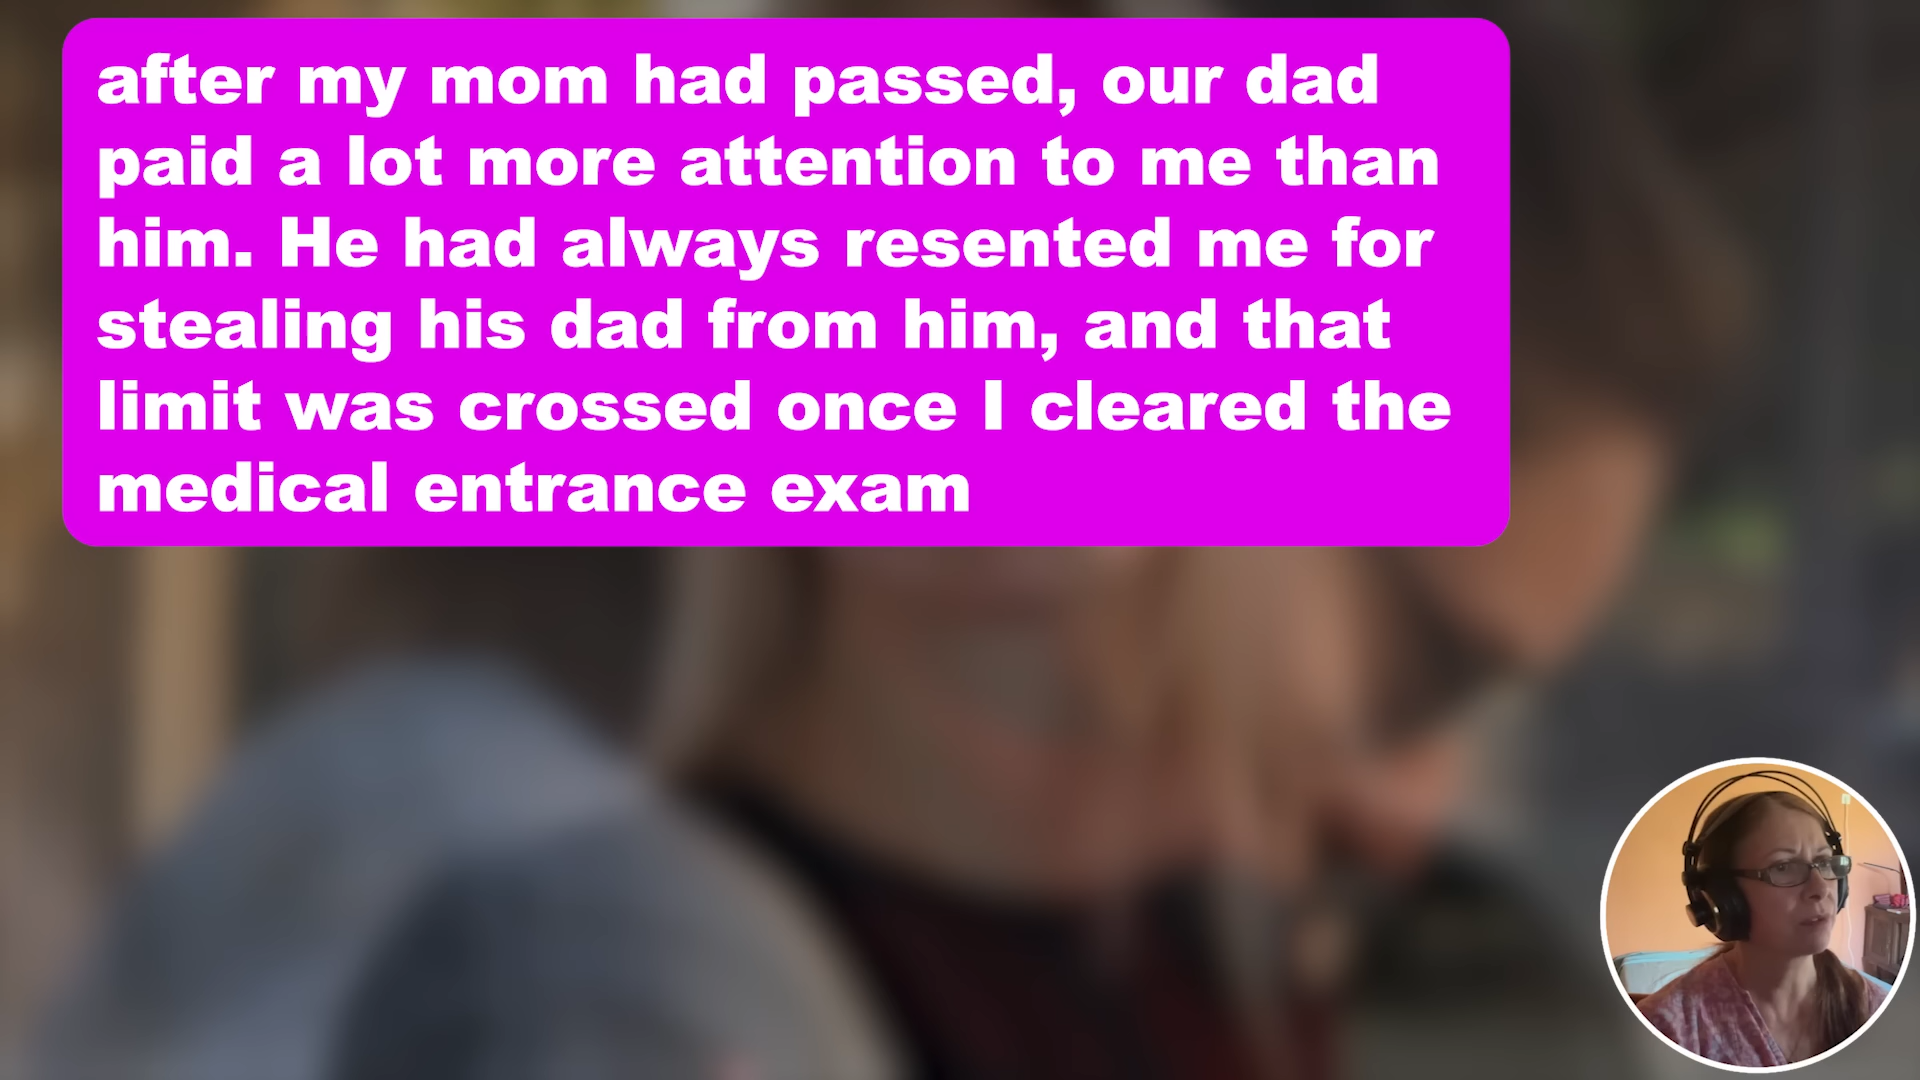 after my mom had passed, our dad
paid a lot more attention to me than
him. He had always resented me for
stealing his dad from him, and that
limit was crossed once I cleared the
medical entrance exam